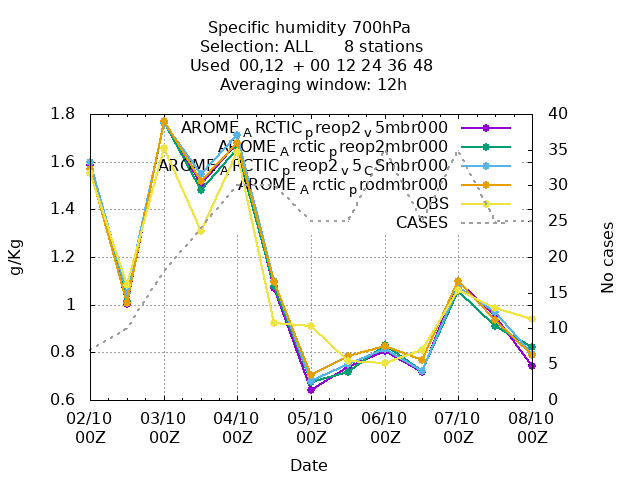 Specific humidity 700hPa
Selection: ALL 8 stations
Used 00,12 + 00 12 24 36 48
Averaging window: 12h
AROME_ARCTIC_preop2_v5mbr000
AROME_Arctic_preop2mbr000
AROME_ARCTIC_preop2_v5cSmbr000
AROME_Arctic_prodmbr000
OBS
CASES
1.8
1.6
1.4
1.2
1
0.8
0.6
g/Kg
40
35
30
25
20
15
10
5
0
No cases
02/10 03/10 04/10 05/10 06/10 07/10 08/10
00Z 00Z 00Z 00Z 00Z 00Z 00Z
Date